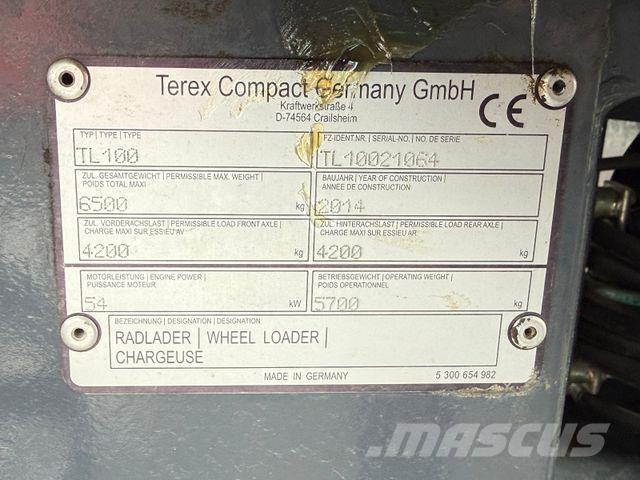 Terex Compact Germany GmbH
Kraftwerkstraße 4
D-74564 Crailsheim
CE
TYP | TYPE | TYPE
FZ-IDENT.NR. | SERIAL-NO. | NO. DE SERIE
TL100
TL10021064
ZUL. GESAMTGEWICHT | PERMISSIBLE MAX. WEIGHT |
POIDS TOTAL MAXI
BAUJAHR | YEAR OF CONSTRUCTION |
ANNÉE DE CONSTRUCTION
6500 kg
2014
ZUL. VORDERACHSLAST | PERMISSIBLE LOAD FRONT AXLE |
CHARGE MAXI SUR ESSIEU AV
ZUL. HINTERACHSLAST | PERMISSIBLE LOAD REAR AXLE |
CHARGE MAXI SUR ESSIEU AR
4200 kg
4200 kg
MOTORLEISTUNG | ENGINE POWER |
PUISSANCE MOTEUR
BETRIEBSGEWICHT | OPERATING WEIGHT |
POIDS OPERATIONNEL
54 kW
5700 kg
BEZEICHNUNG | DESIGNATION | DESIGNATION
RADLADER | WHEEL LOADER |
CHARGEUSE
MADE IN GERMANY
5 300 654 982
MASCUS